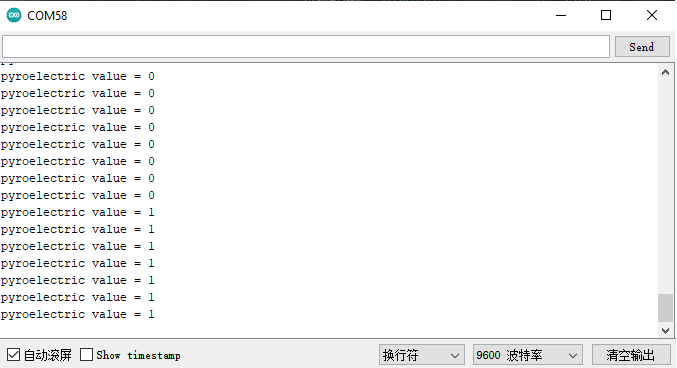 COM58
Send
pyroelectric value = 0
pyroelectric value = 0
pyroelectric value = 0
pyroelectric value = 0
pyroelectric value = 0
pyroelectric value = 0
pyroelectric value = 0
pyroelectric value = 0
pyroelectric value = 1
pyroelectric value = 1
pyroelectric value = 1
pyroelectric value = 1
pyroelectric value = 1
pyroelectric value = 1
pyroelectric value = 1
自动滚屏 Show timestamp 换行符 9600 波特率 清空输出